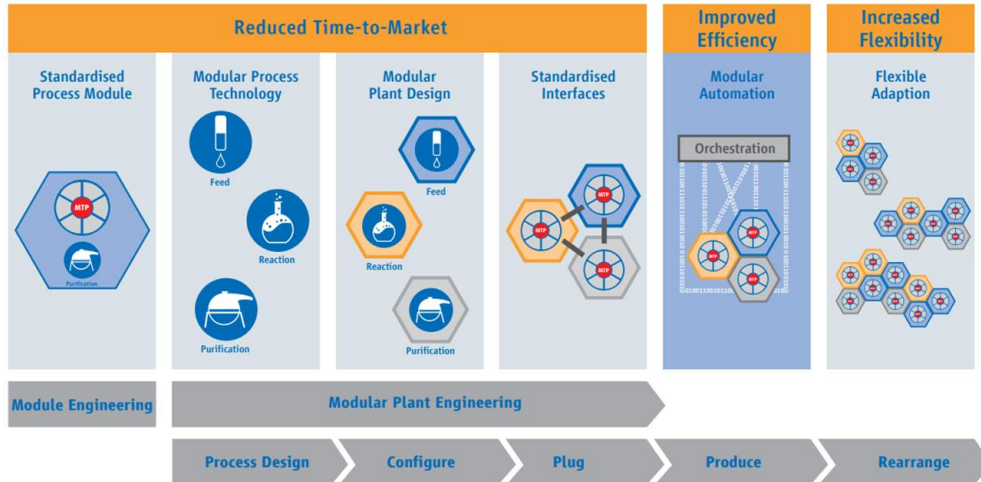 Reduced Time-to-Market
Improved
Efficiency
Increased
Flexibility
Standardised
Process Module
MTP
Purification
Modular Process
Technology
Feed
Reaction
Purification
Modular
Plant Design
Feed
Reaction
Purification
Standardised
Interfaces
MTP
MTP
MTP
Modular
Automation
Orchestration
MTP
MTP
MTP
Flexible
Adaption
Module Engineering
Modular Plant Engineering
Process Design
Configure
Plug
Produce
Rearrange